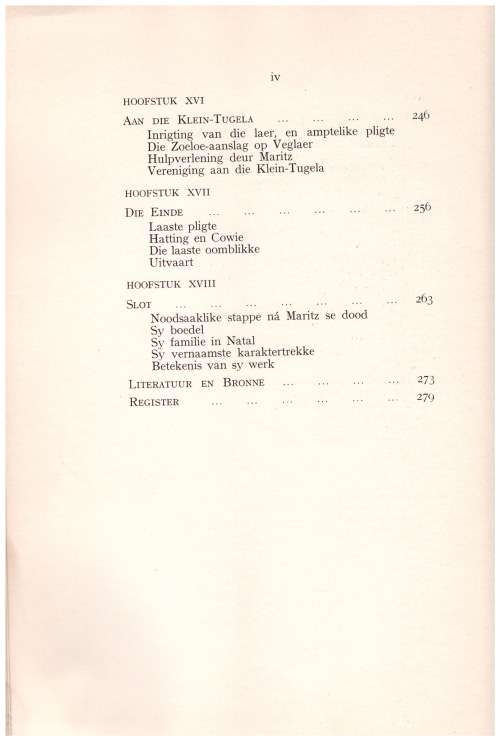 iv
HOOFSTUK XVI
AAN DIE KLEIN-TUGELA ... ... ... ... 246
Inrigting van die laer, en amptelike pligte
Die Zoeloe-aanslag op Veglaer
Hulpverlening deur Maritz
Vereniging aan die Klein-Tugela
HOOFSTUK XVII
DIE EINDE ... ... ... ... ... ... 256
Laaste pligte
Hatting en Cowie
Die laaste oomblikke
Uitvaart
HOOFSTUK XVIII
SLOT ... ... ... ... ... ... ... 263
Noodsaaklike stappe ná Maritz se dood
Sy boedel
Sy familie in Natal
Sy vernaamste karaktertrekke
Betekenis van sy werk
LITERATUUR EN BRONNE ... ... ... ... 273
REGISTER ... ... ... ... ... ... 279